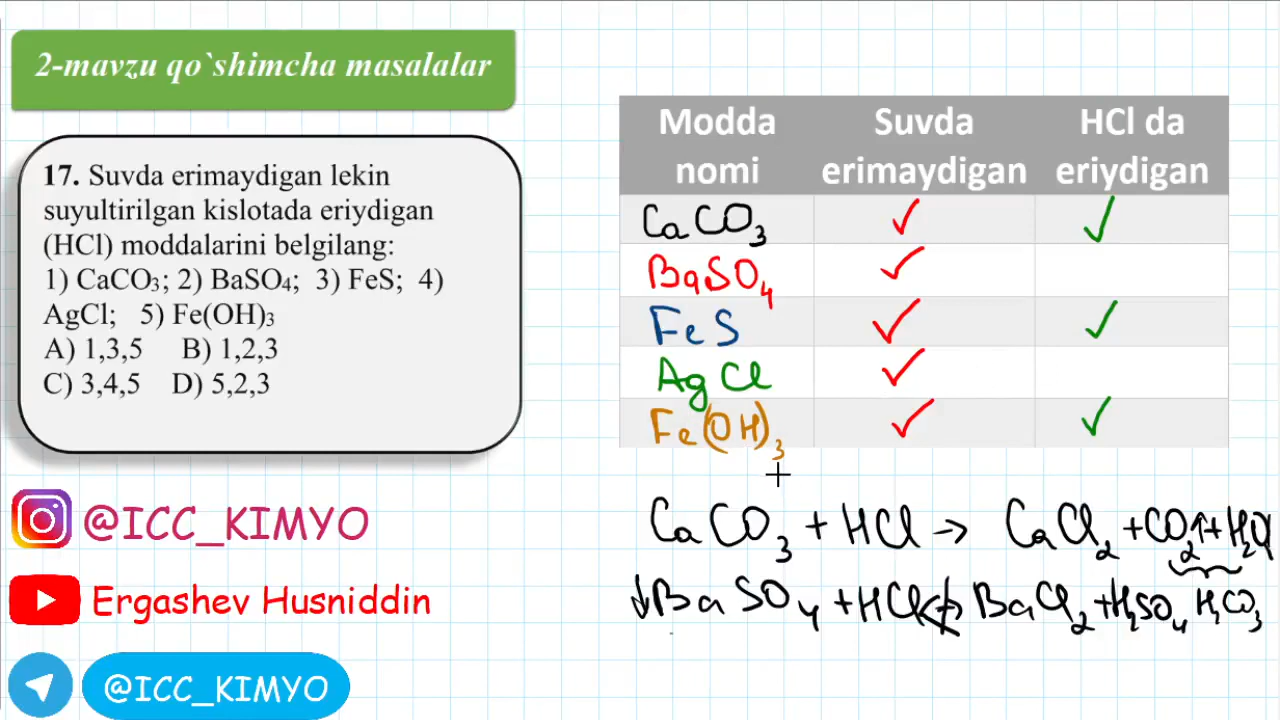 2-mavzu qo`shimcha masalalar
17. Suvda erimaydigan lekin
suyultirilgan kislotada eriydigan
(HCl) moddalarini belgilang:
1) CaCO₃; 2) BaSO₄; 3) FeS; 4)
AgCl; 5) Fe(OH)₃
A) 1,3,5 B) 1,2,3
C) 3,4,5 D) 5,2,3
@ICC_KIMYO
Ergashev Husniddin
@ICC_KIMYO
Modda nomi Suvda erimaydigan HCl da eriydigan
CaCO₃ ✓ ✓
BaSO₄ ✓
FeS ✓ ✓
AgCl ✓
Fe(OH)₃ ✓ ✓
CaCO₃ + HCl → CaCl₂ + CO₂↑ + H₂O
↓BaSO₄ + HCl ↛ BaCl₂ + H₂SO₄ H₂CO₃